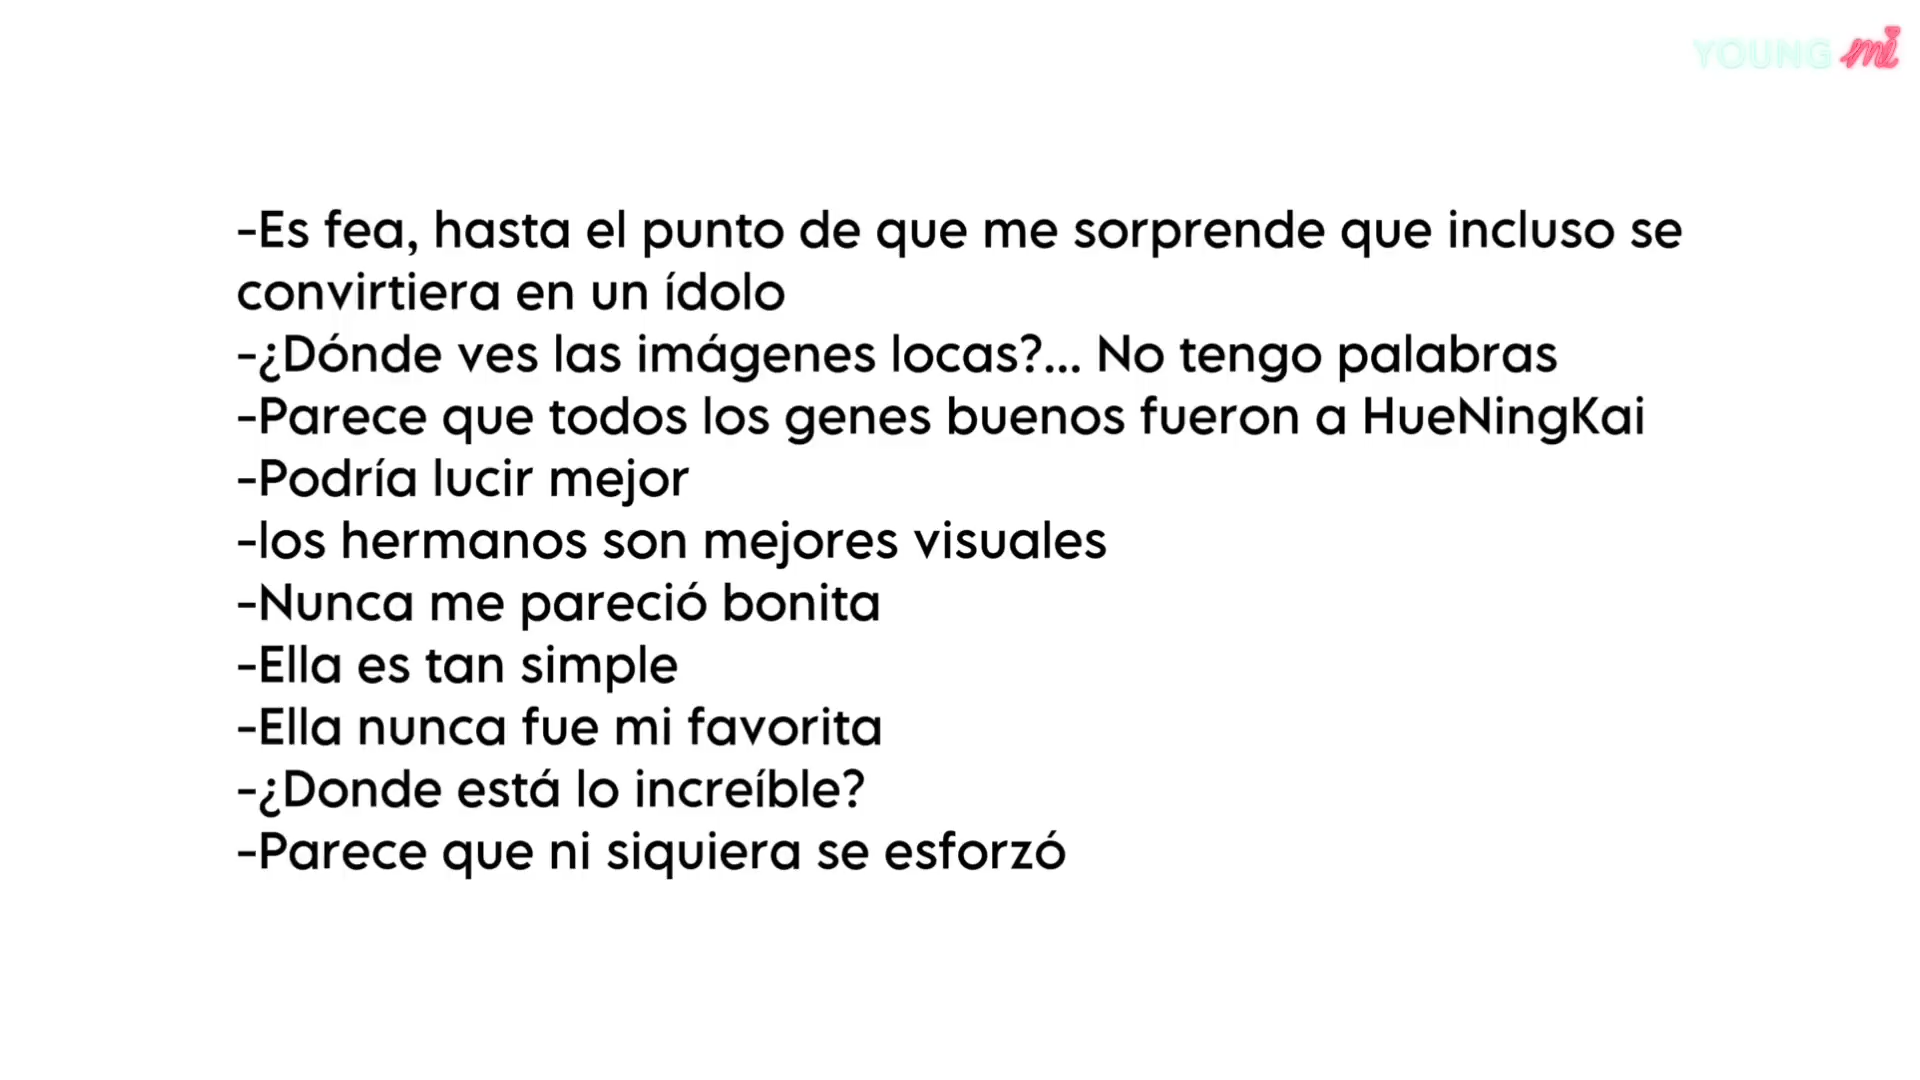 YOUNG mi
-Es fea, hasta el punto de que me sorprende que incluso se
convirtiera en un ídolo
-¿Dónde ves las imágenes locas?... No tengo palabras
-Parece que todos los genes buenos fueron a HueNingKai
-Podría lucir mejor
-los hermanos son mejores visuales
-Nunca me pareció bonita
-Ella es tan simple
-Ella nunca fue mi favorita
-¿Donde está lo increíble?
-Parece que ni siquiera se esforzó